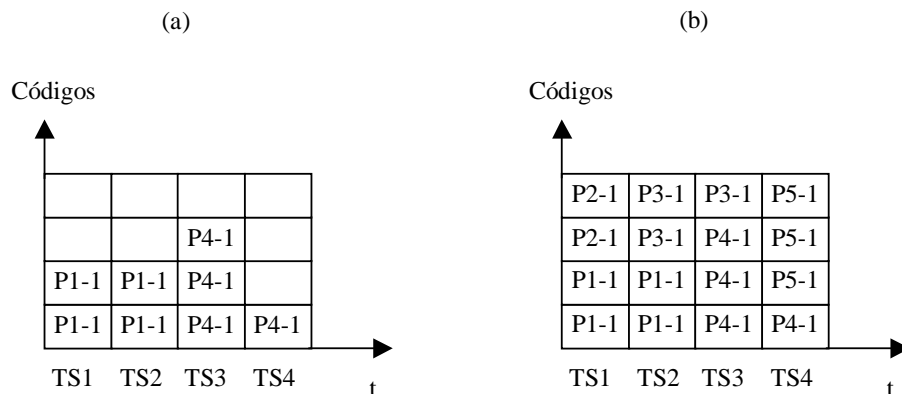 (a)
Códigos
P4-1
P1-1 P1-1 P4-1
P1-1 P1-1 P4-1 P4-1
TS1 TS2 TS3 TS4
t
(b)
Códigos
P2-1 P3-1 P3-1 P5-1
P2-1 P3-1 P4-1 P5-1
P1-1 P1-1 P4-1 P5-1
P1-1 P1-1 P4-1 P4-1
TS1 TS2 TS3 TS4
t